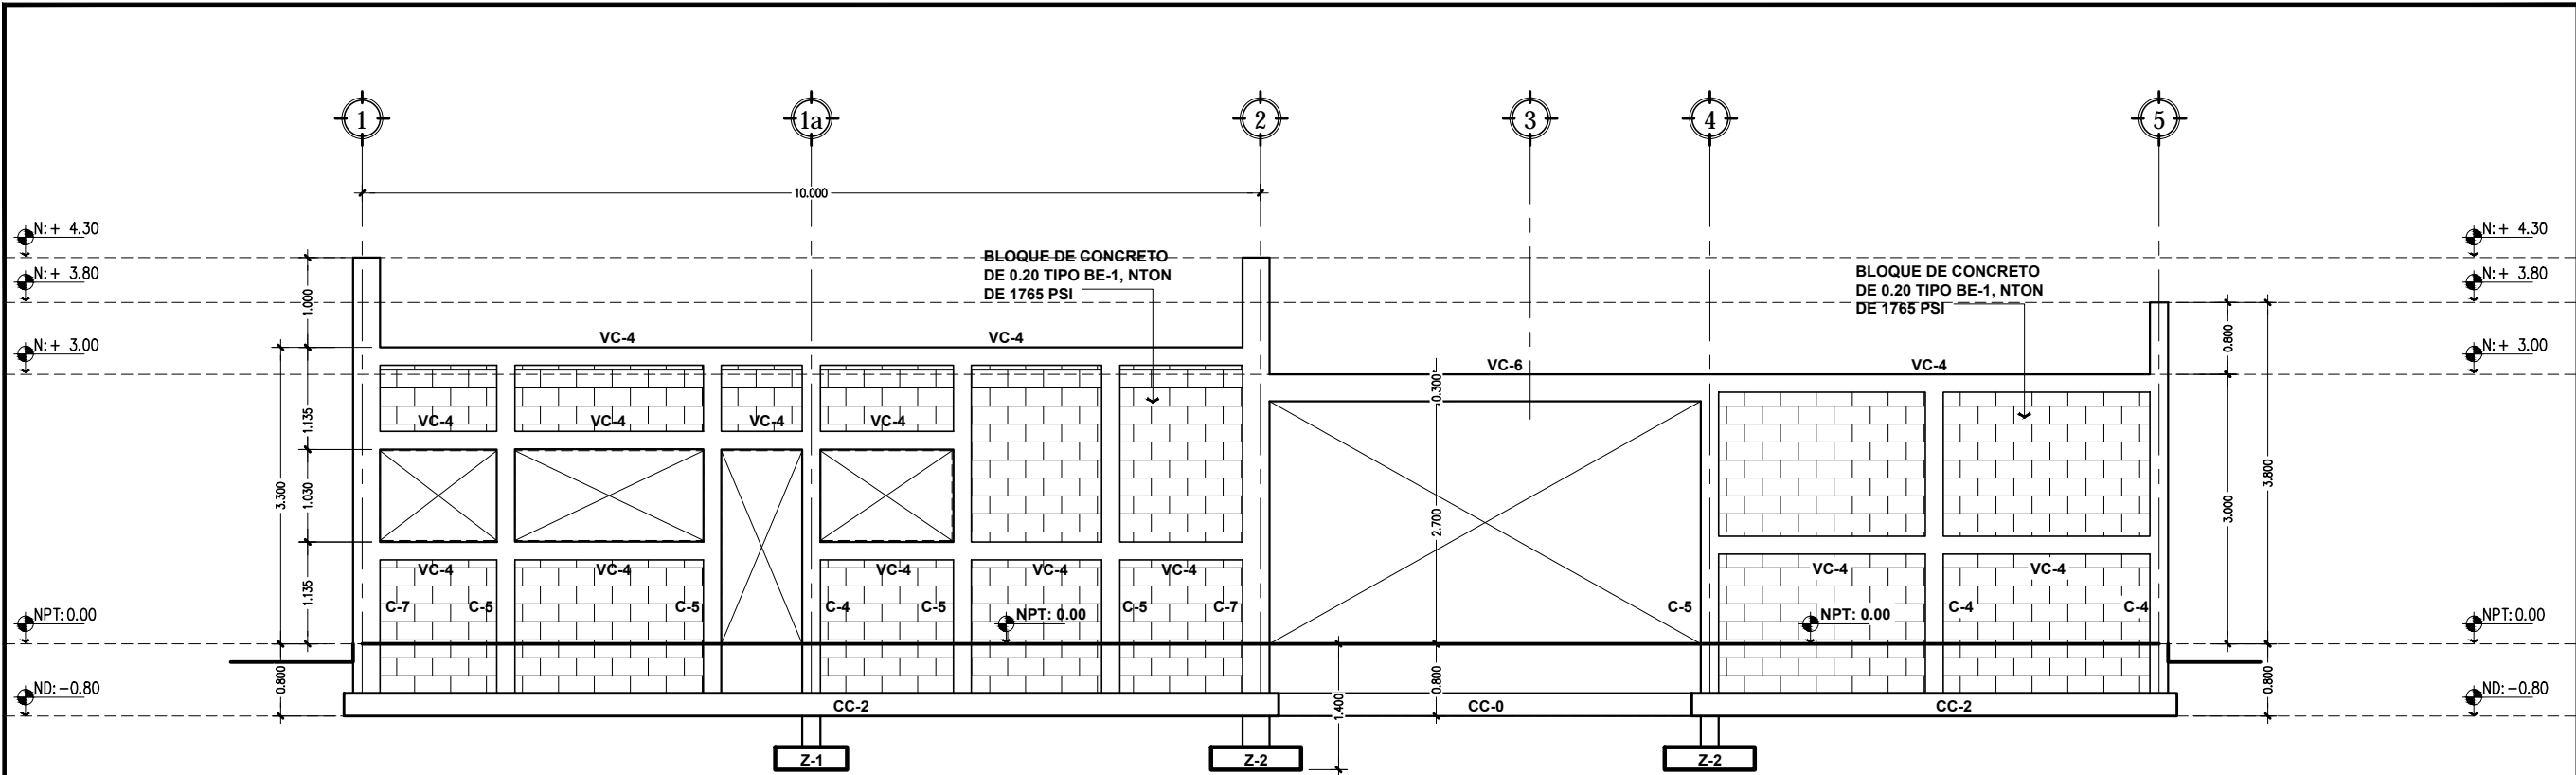 1
1a
2
3
4
5
10.000
N:+ 4.30
N:+ 4.30
N:+ 3.80
N:+ 3.80
N:+ 3.00
N:+ 3.00
BLOQUE DE CONCRETO
DE 0.20 TIPO BE-1, NTON
DE 1765 PSI
BLOQUE DE CONCRETO
DE 0.20 TIPO BE-1, NTON
DE 1765 PSI
1.000
0.800
VC-4
VC-4
VC-6
VC-4
0.300
VC-4
VC-4
VC-4
VC-4
1.135
3.300
1.030
2.700
3.000
3.800
1.135
VC-4
VC-4
VC-4
VC-4
VC-4
VC-4
VC-4
C-7
C-5
C-5
C-4
C-5
C-5
C-7
C-5
C-4
C-4
NPT: 0.00
NPT: 0.00
NPT: 0.00
NPT: 0.00
0.800
0.800
0.800
1.400
ND: -0.80
ND: -0.80
CC-2
CC-0
CC-2
Z-1
Z-2
Z-2